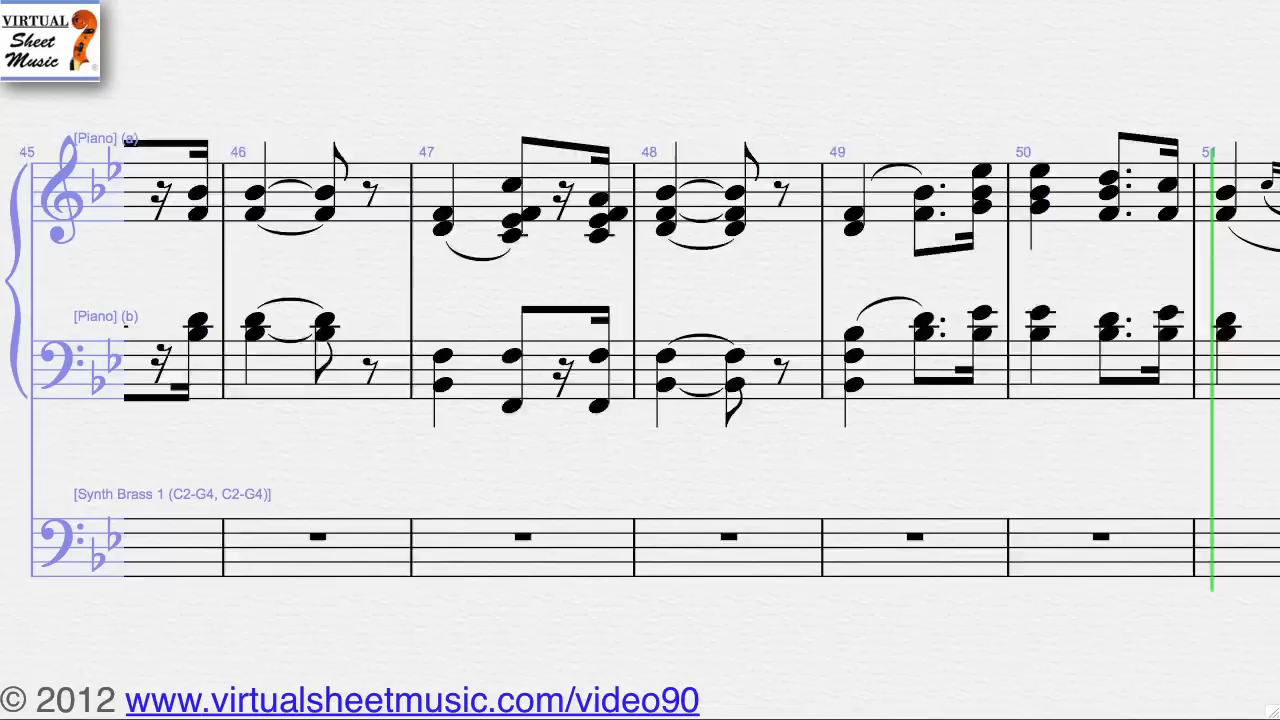 VIRTUAL
Sheet
Music
®
[Piano] (a)
45 46 47 48 49 50 51
[Piano] (b)
[Synth Brass 1 (C2-G4, C2-G4)]
© 2012 www.virtualsheetmusic.com/video90